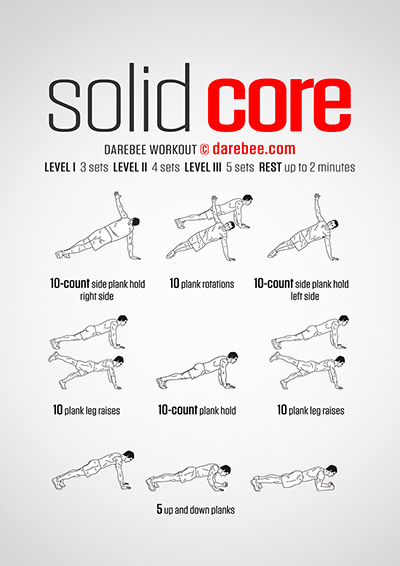 solid core
DAREBEE WORKOUT © darebee.com
LEVEL I 3 sets LEVEL II 4 sets LEVEL III 5 sets REST up to 2 minutes
10-count side plank hold
right side
10 plank rotations
10-count side plank hold
left side
10 plank leg raises
10-count plank hold
10 plank leg raises
5 up and down planks